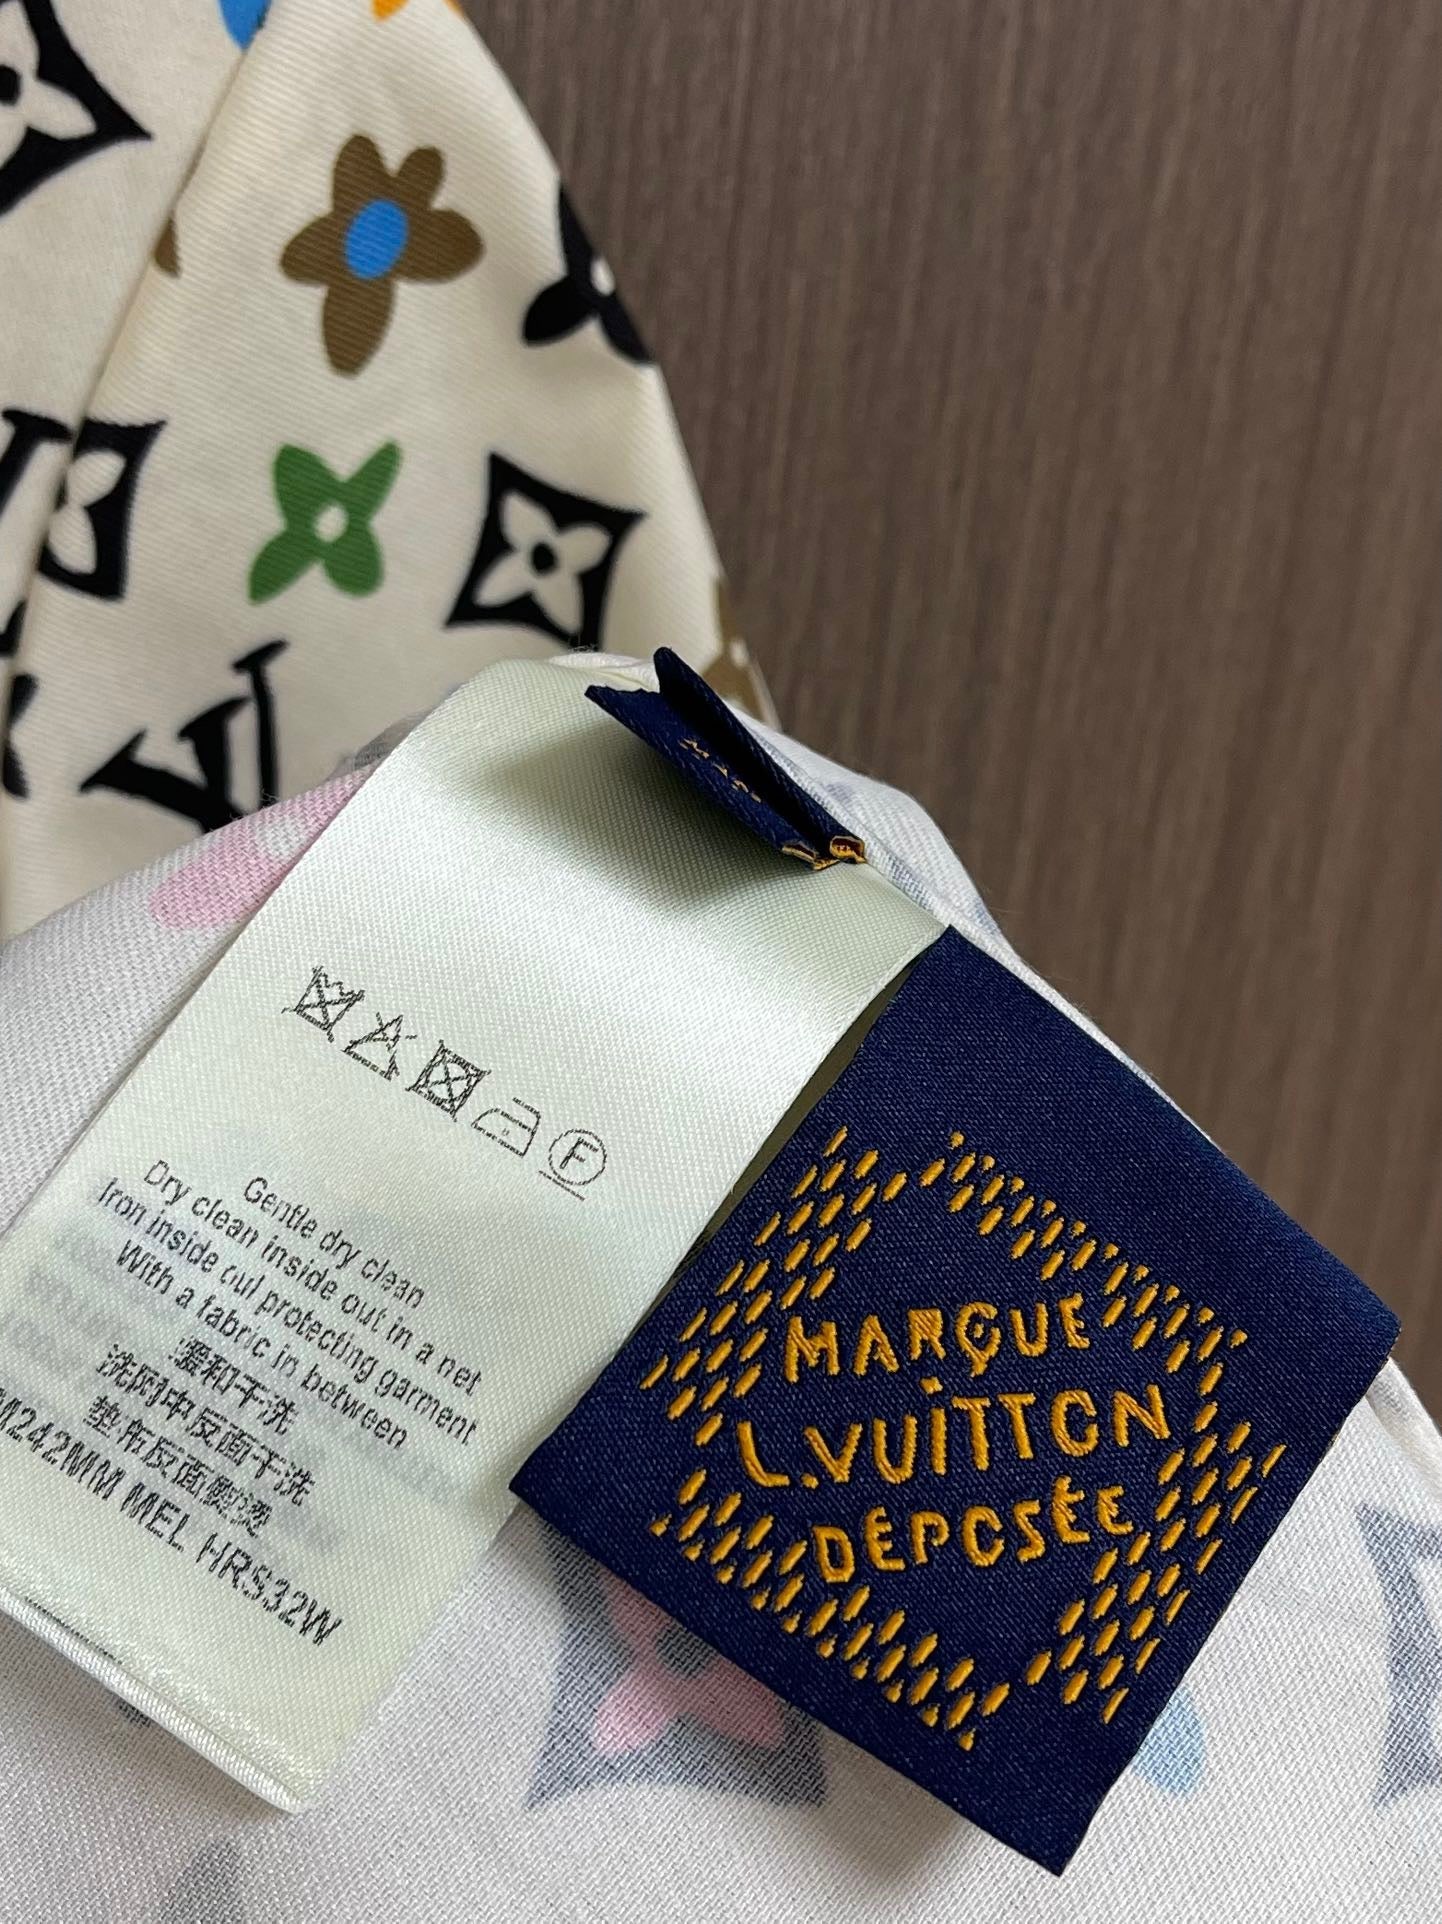 Gentle dry clean
Dry clean inside out in a net
Iron inside out protecting garment
With a fabric in between
缓和干洗
洗网中反面干洗
垫布反面熨烫
M242MM MEL HRS32W
MARQUE
L.VUITTON
DÉPOSÉE
F